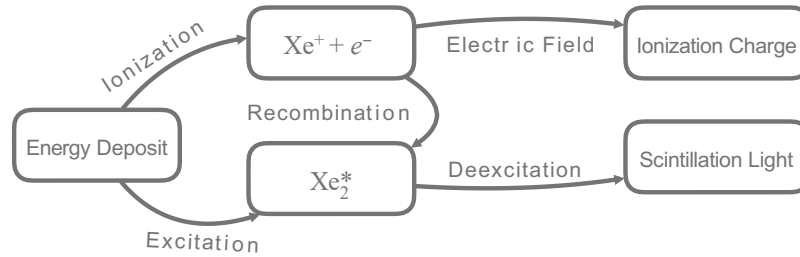 Ionization
Xe⁺ + e⁻
Electr ic Field
Ionization Charge
Energy Deposit
Recombination
Xe₂*
Deexcitation
Scintillation Light
Excitation